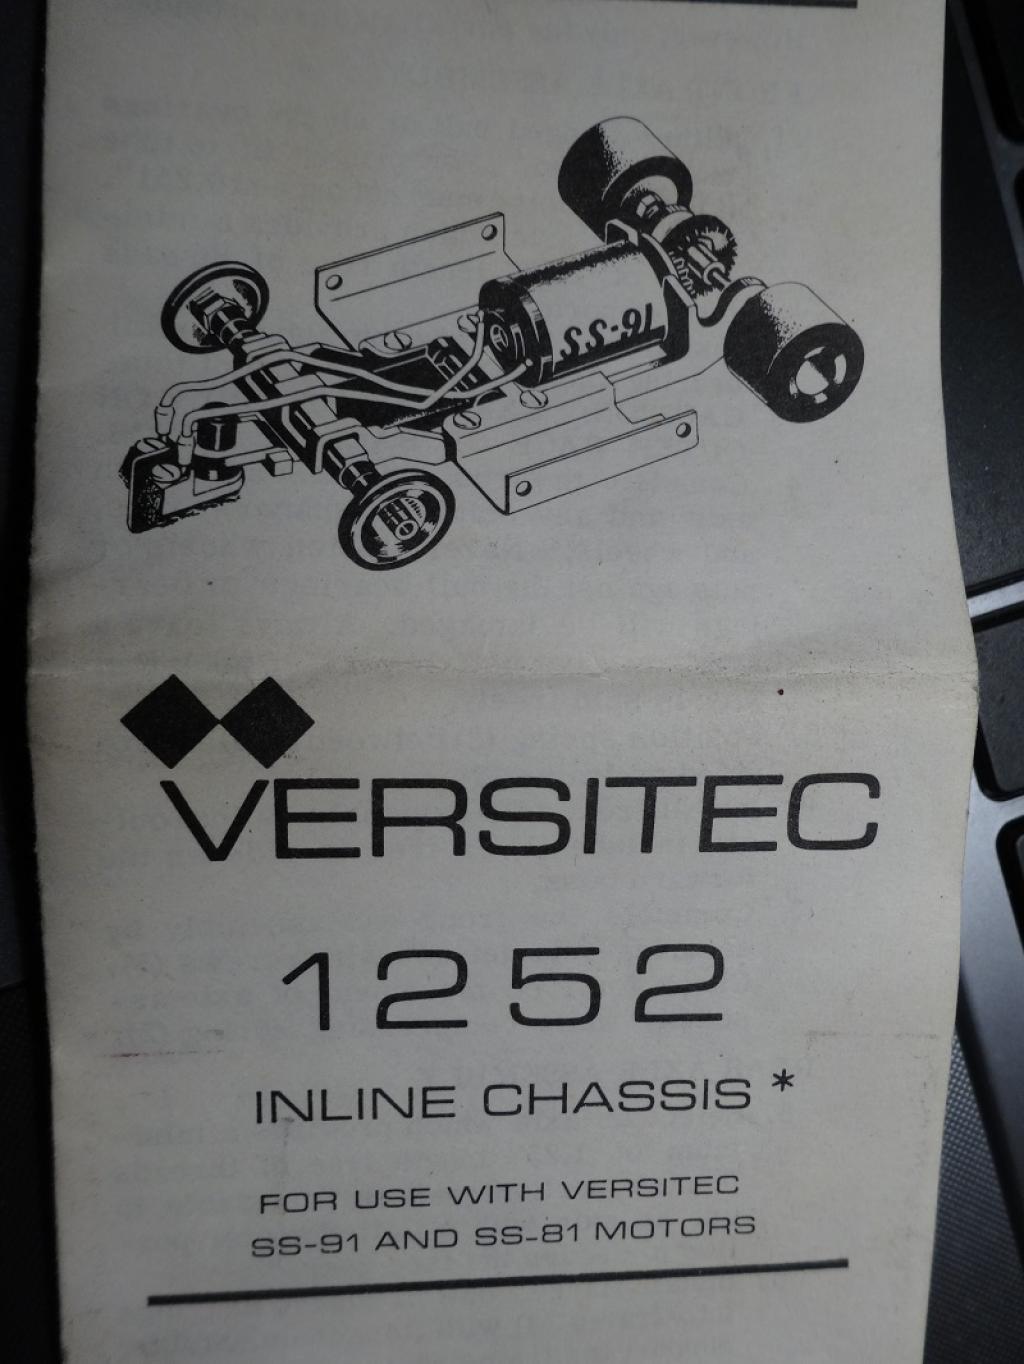 SS-91
VERSITEC
1252
INLINE CHASSIS *
FOR USE WITH VERSITEC
SS-91 AND SS-81 MOTORS